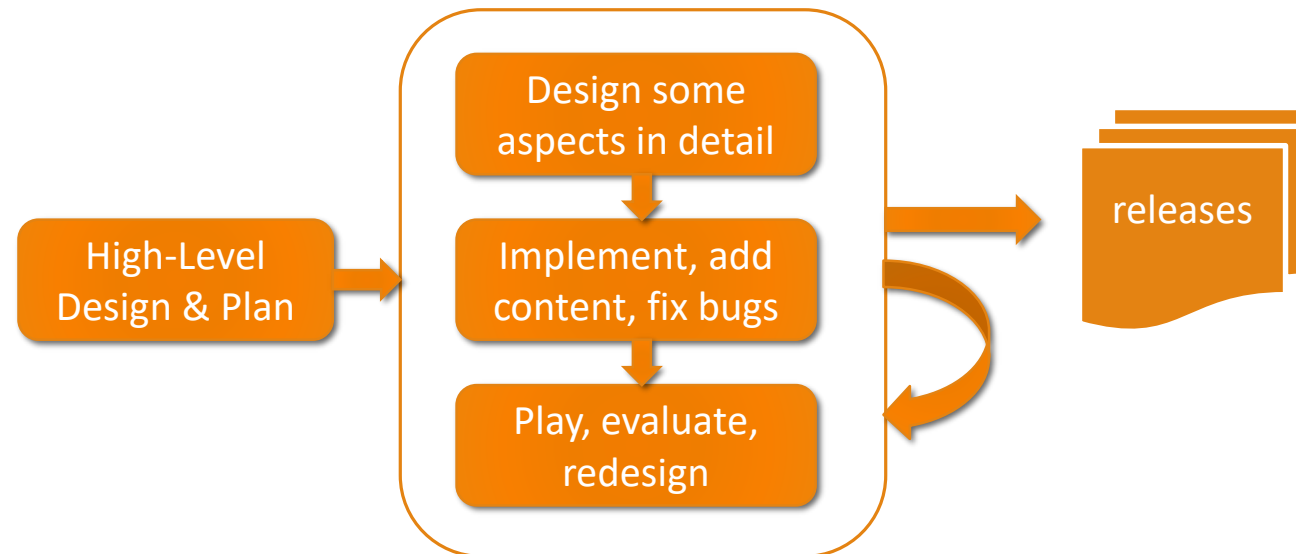 High-Level
Design & Plan
Design some
aspects in detail
Implement, add
content, fix bugs
Play, evaluate,
redesign
releases